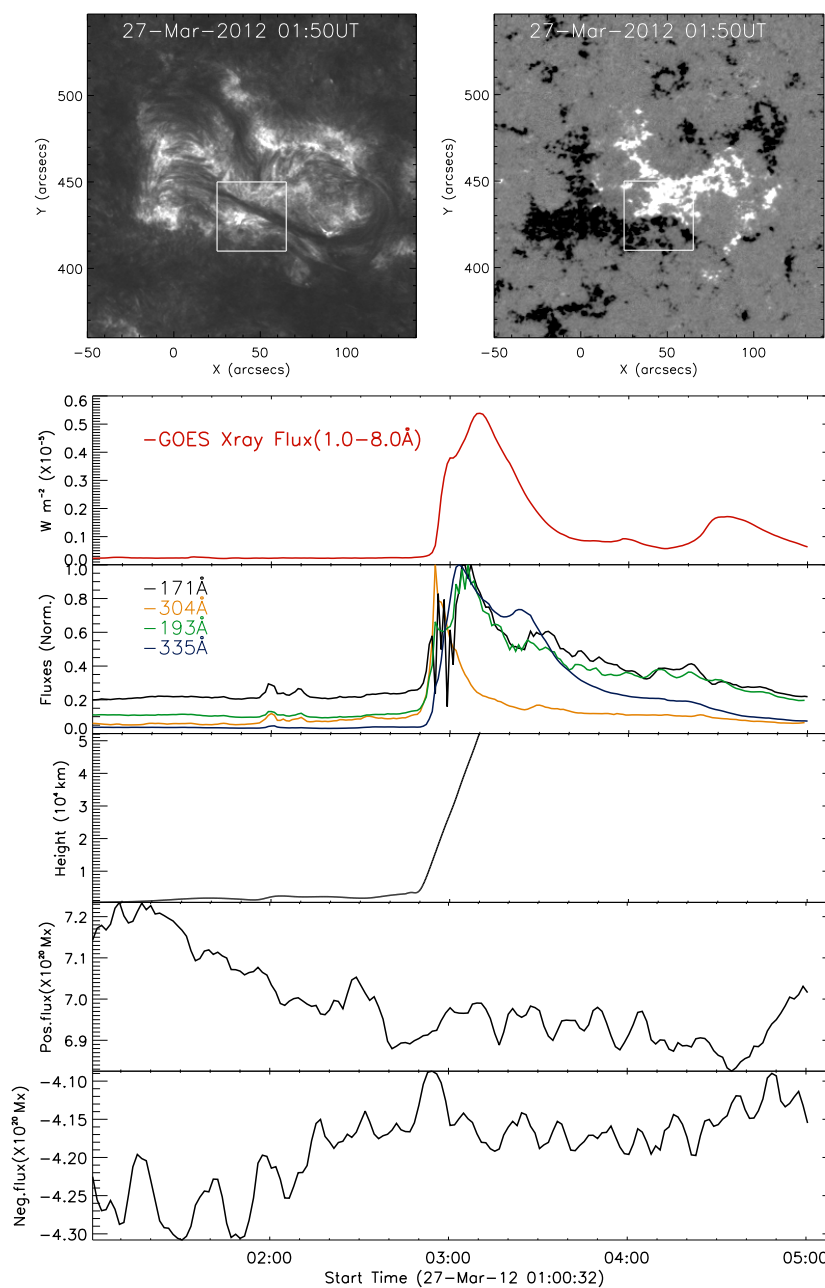 27-Mar-2012 01:50UT
27-Mar-2012 01:50UT
500
450
400
Y (arcsecs)
-50 0 50 100
X (arcsecs)
500
450
400
Y (arcsecs)
-50 0 50 100
X (arcsecs)
0.6
0.5
0.4
0.3
0.2
0.1
0.0
W m⁻² (X10⁻⁵)
-GOES Xray Flux(1.0-8.0Å)
1.0
0.8
0.6
0.4
0.2
0.0
Fluxes (Norm.)
-171Å
-304Å
-193Å
-335Å
5
4
3
2
1
Height (10⁴ km)
7.2
7.1
7.0
6.9
Pos.flux(X10²⁰ Mx)
-4.10
-4.15
-4.20
-4.25
-4.30
Neg.flux(X10²⁰ Mx)
02:00 03:00 04:00 05:00
Start Time (27-Mar-12 01:00:32)